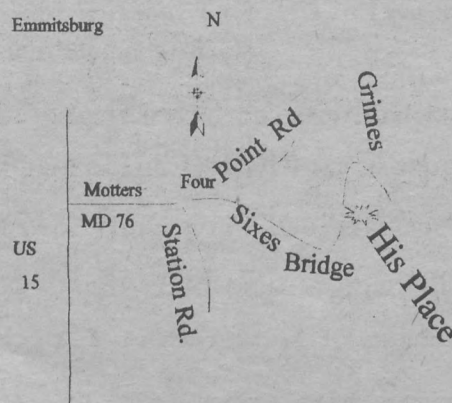 Emmitsburg
N
Grimes
Four Point Rd
Motters
MD 76
Station Rd.
Sixes Bridge
His Place
US
15